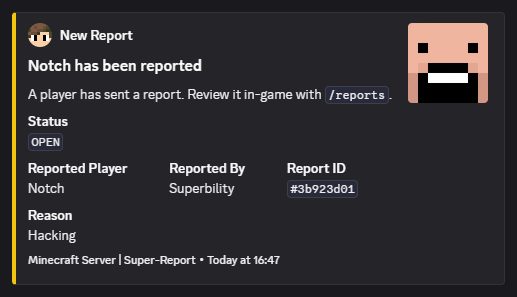 New Report
Notch has been reported
A player has sent a report. Review it in-game with /reports.
Status
OPEN
Reported Player Reported By Report ID
Notch Superbility #3b923d01
Reason
Hacking
Minecraft Server | Super-Report • Today at 16:47